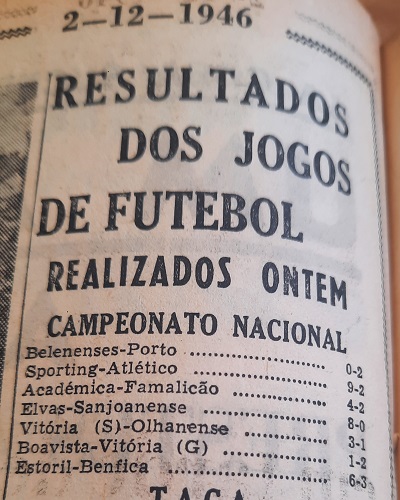 2-12-1946
RESULTADOS
DOS JOGOS
DE FUTEBOL
REALIZADOS ONTEM
CAMPEONATO NACIONAL
Belenenses-Porto ..................... 0-2
Sporting-Atlético ..................... 9-2
Académica-Famalicão ................ 4-2
Elvas-Sanjoanense ..................... 8-0
Vitória (S)-Olhanense ............... 3-1
Boavista-Vitória (G) .................. 1-2
Estoril-Benfica ........................ 6-3
TAÇA